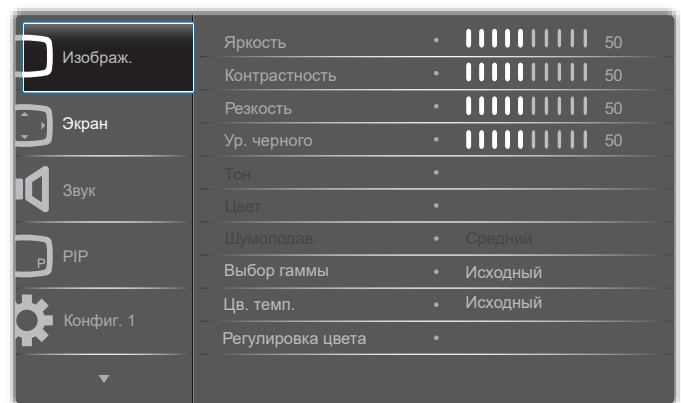 Изображ.
Экран
Звук
P
PIP
Конфиг. 1
Яркость • 50
Контрастность • 50
Резкость • 50
Ур. черного • 50
Тон •
Цвет •
Шумоподав. • Средний
Выбор гаммы • Исходный
Цв. темп. • Исходный
Регулировка цвета •